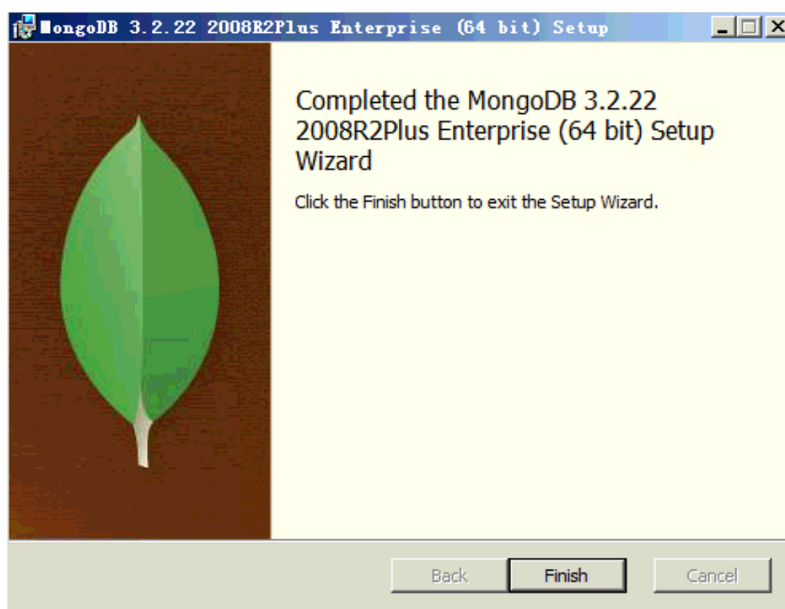 MongoDB 3.2.22 2008R2Plus Enterprise (64 bit) Setup
Completed the MongoDB 3.2.22
2008R2Plus Enterprise (64 bit) Setup
Wizard
Click the Finish button to exit the Setup Wizard.
Back Finish Cancel